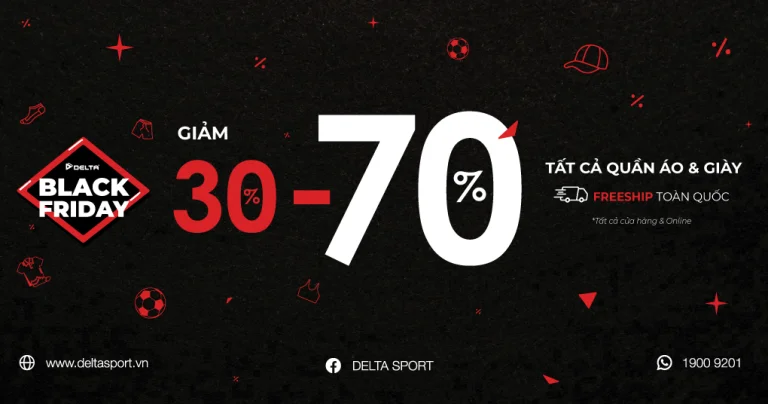 DELTA
BLACK
FRIDAY
GIẢM
30%-70%
TẤT CẢ QUẦN ÁO & GIÀY
FREESHIP TOÀN QUỐC
*Tất cả cửa hàng & Online
www.deltasport.vn
DELTA SPORT
1900 9201